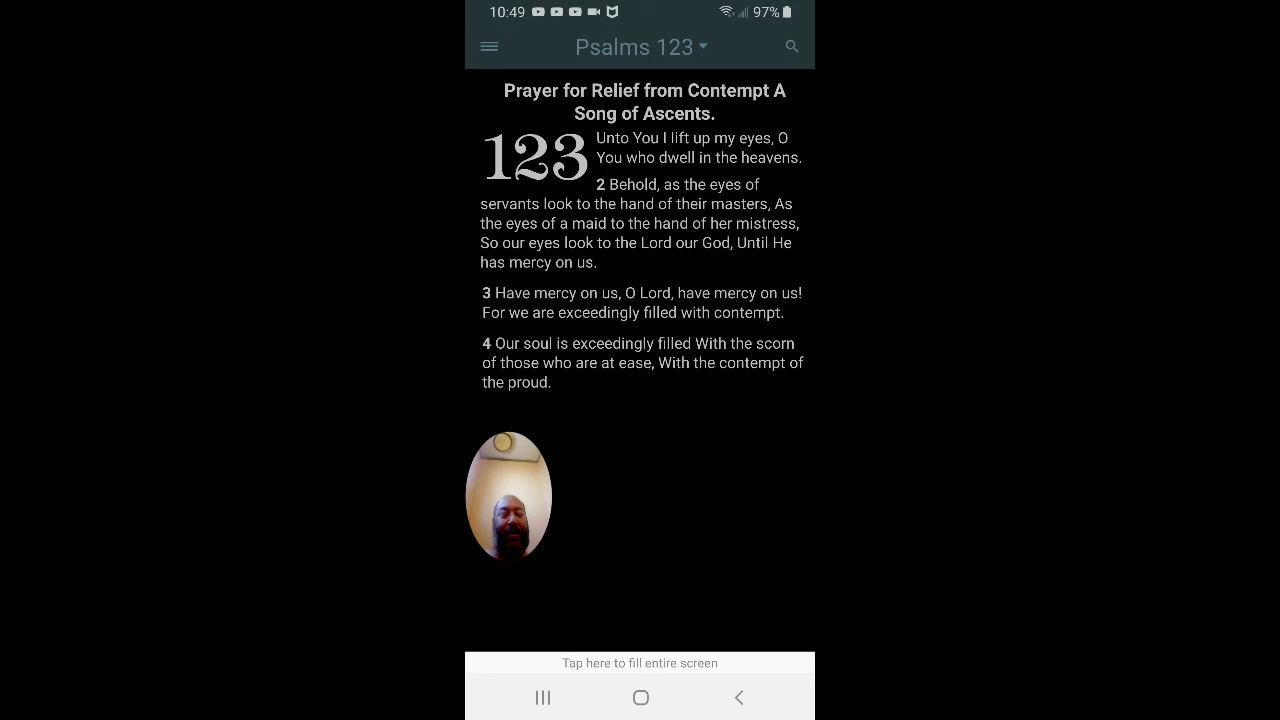 10:49
97%
Psalms 123
Prayer for Relief from Contempt A
Song of Ascents.
123
Unto You I lift up my eyes, O
You who dwell in the heavens.
2 Behold, as the eyes of
servants look to the hand of their masters, As
the eyes of a maid to the hand of her mistress,
So our eyes look to the Lord our God, Until He
has mercy on us.
3 Have mercy on us, O Lord, have mercy on us!
For we are exceedingly filled with contempt.
4 Our soul is exceedingly filled With the scorn
of those who are at ease, With the contempt of
the proud.
Tap here to fill entire screen